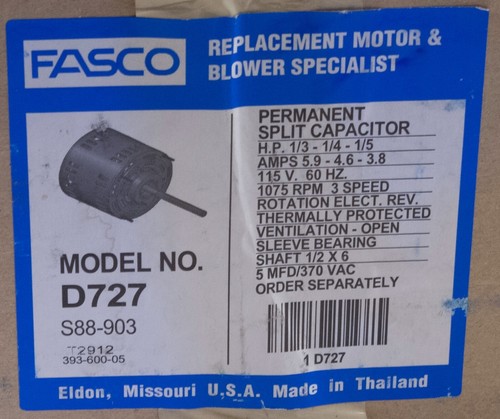 FASCO
REPLACEMENT MOTOR &
BLOWER SPECIALIST
PERMANENT
SPLIT CAPACITOR
H.P. 1/3 - 1/4 - 1/5
AMPS 5.9 - 4.6 - 3.8
115 V. 60 HZ.
1075 RPM 3 SPEED
ROTATION ELECT. REV.
THERMALLY PROTECTED
VENTILATION - OPEN
SLEEVE BEARING
SHAFT 1/2 X 6
5 MFD/370 VAC
ORDER SEPARATELY
MODEL NO.
D727
S88-903
T2912
393-600-05
1 D727
Eldon, Missouri U.S.A. Made in Thailand